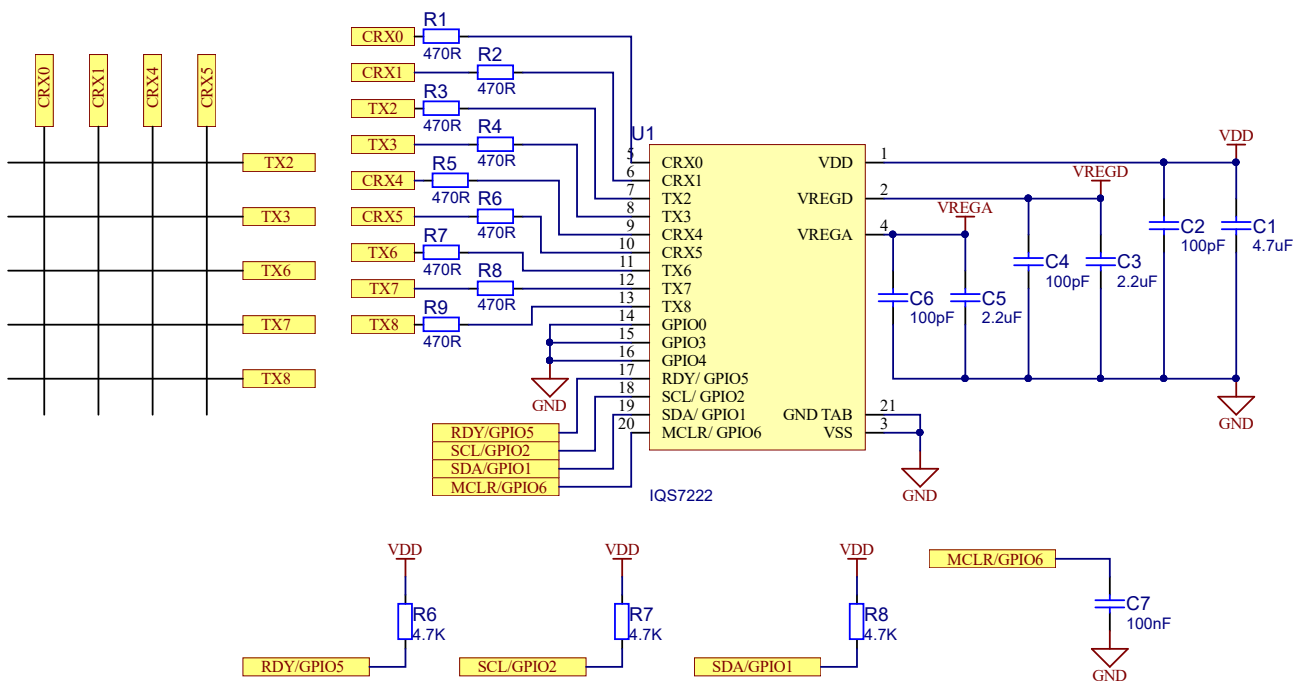 CRX0
CRX1
CRX4
CRX5
TX2
TX3
TX6
TX7
TX8
CRX0
R1
470R
CRX1
R2
470R
TX2
R3
470R
TX3
R4
470R
CRX4
R5
470R
CRX5
R6
470R
TX6
R7
470R
TX7
R8
470R
TX8
R9
470R
GND
RDY/GPIO5
SCL/GPIO2
SDA/GPIO1
MCLR/GPIO6
U1
5 CRX0
6 CRX1
7 TX2
8 TX3
9 CRX4
10 CRX5
11 TX6
12 TX7
13 TX8
14 GPIO0
15 GPIO3
16 GPIO4
17 RDY/ GPIO5
18 SCL/ GPIO2
19 SDA/ GPIO1
20 MCLR/ GPIO6
VDD 1
VREGD 2
VREGA 4
GND TAB 21
VSS 3
IQS7222
GND
VREGA
VREGD
VDD
C6
100pF
C5
2.2uF
C4
100pF
C3
2.2uF
C2
100pF
C1
4.7uF
GND
VDD
R6
4.7K
RDY/GPIO5
VDD
R7
4.7K
SCL/GPIO2
VDD
R8
4.7K
SDA/GPIO1
MCLR/GPIO6
C7
100nF
GND